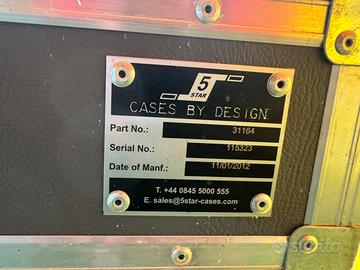 5
STAR
CASES BY DESIGN
Part No.: 31164
Serial No.: 115323
Date of Manf.: 11/01/2012
T. +44 0845 5000 555
E. sales@5star-cases.com
subito